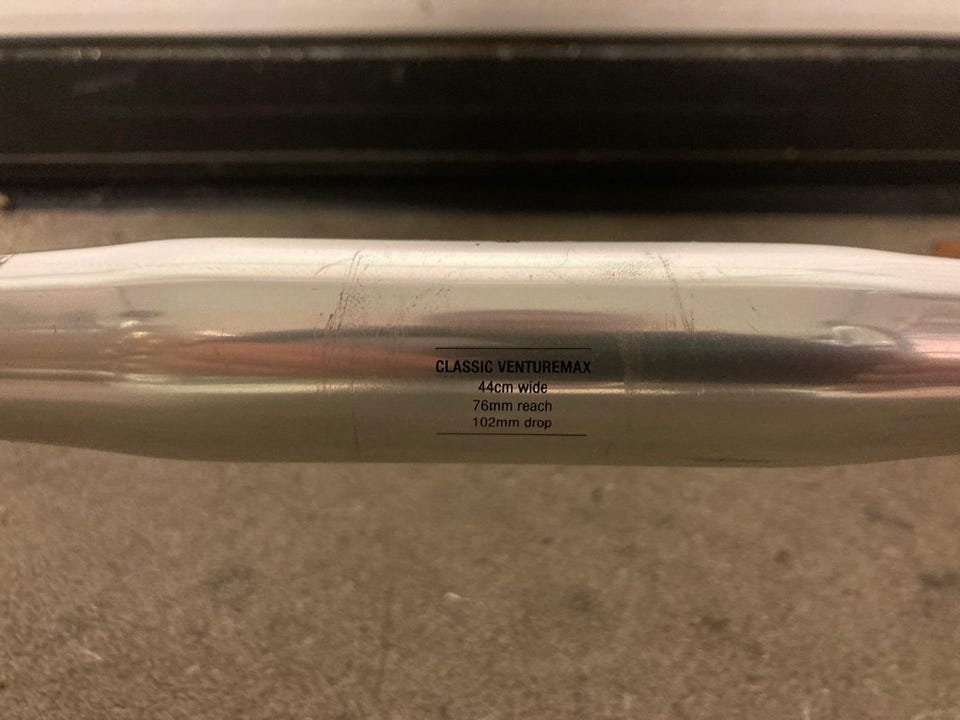 CLASSIC VENTUREMAX
44cm wide
76mm reach
102mm drop